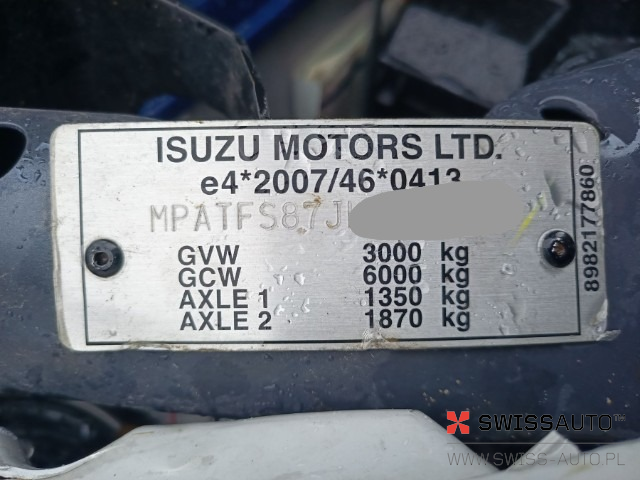 ISUZU MOTORS LTD.
e4*2007/46*0413
MPATFS87J
GVW 3000 kg
GCW 6000 kg
AXLE 1 1350 kg
AXLE 2 1870 kg
8982177860
SWISSAUTO
WWW.SWISS-AUTO.PL